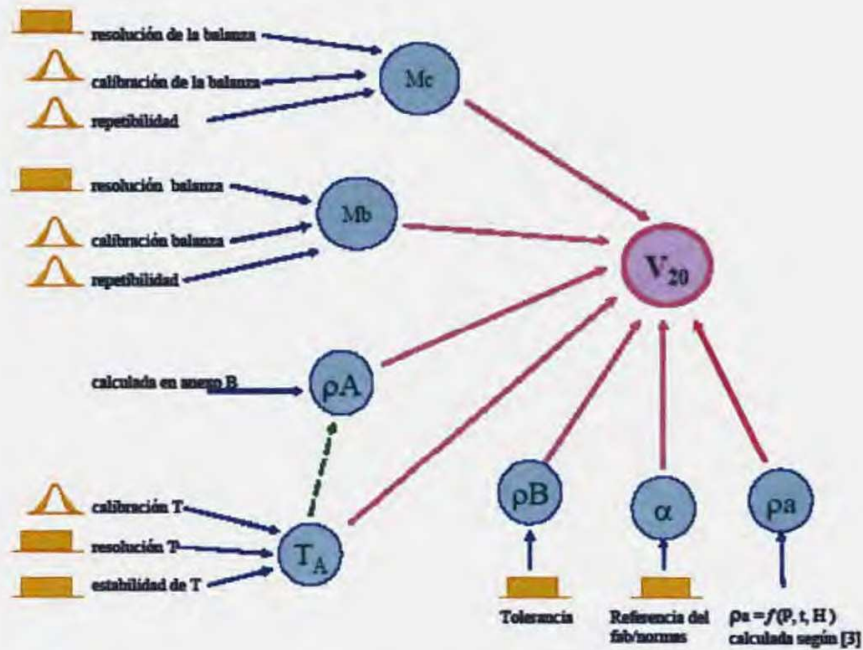 resolución de la balanza
calibración de la balanza
repetibilidad
Mc
resolución balanza
calibración balanza
repetibilidad
Mb
V20
calculada en anexo B
ρA
calibración T
resolución T
estabilidad de T
TA
ρB
α
ρa
Tolerancia
Referencia del
fab/normas
ρa = f(P, t, H)
calculada según [3]